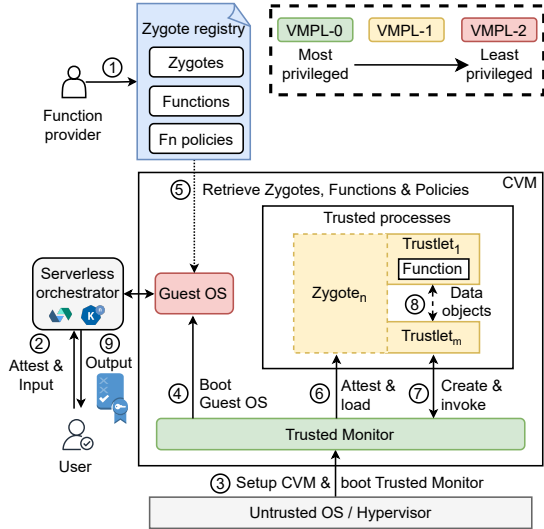 Zygote registry
Zygotes
Functions
Fn policies
①
Function
provider
VMPL-0
VMPL-1
VMPL-2
Most
privileged
Least
privileged
CVM
⑤ Retrieve Zygotes, Functions & Policies
Trusted processes
Zygoten
Trustlet1
Function
⑧ Data
objects
Trustletm
Serverless
orchestrator
K
Guest OS
② Attest &
Input
⑨ Output
User
④ Boot
Guest OS
⑥ Attest &
load
⑦ Create &
invoke
Trusted Monitor
③ Setup CVM & boot Trusted Monitor
Untrusted OS / Hypervisor